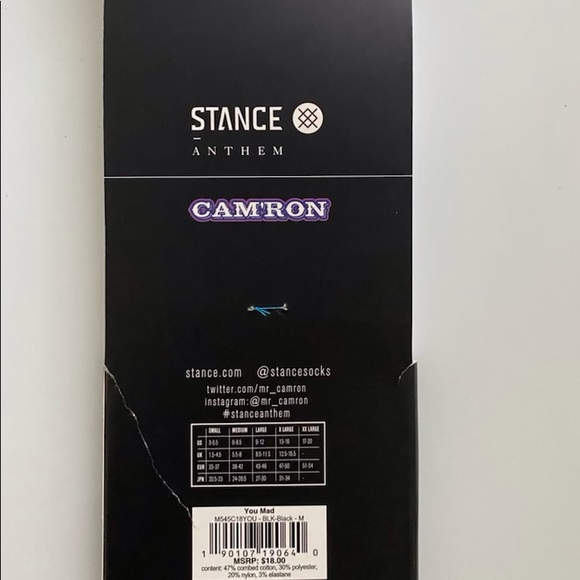 STANCE
ANTHEM
CAM'RON
stance.com @stancesocks
twitter.com/mr_camron
instagram:@mr_camron
#stanceanthem
SMALL MEDIUM LARGE X LARGE XX LARGE
US 3-5.5 6-8.5 9-12 13-16 17-20
UK 1.5-4.5 5.5-8 8.5-11.5 12.5-15.5 -
EUR 35-37 38-42 43-46 47-50 51-54
JPN 20.5-23 24-26.5 27-30 31-34 -
You Mad
M545C18YOU - BLK-Black - M
1 90107 19064 0
MSRP: $18.00
content: 47% combed cotton, 30% polyester,
20% nylon, 3% elastane